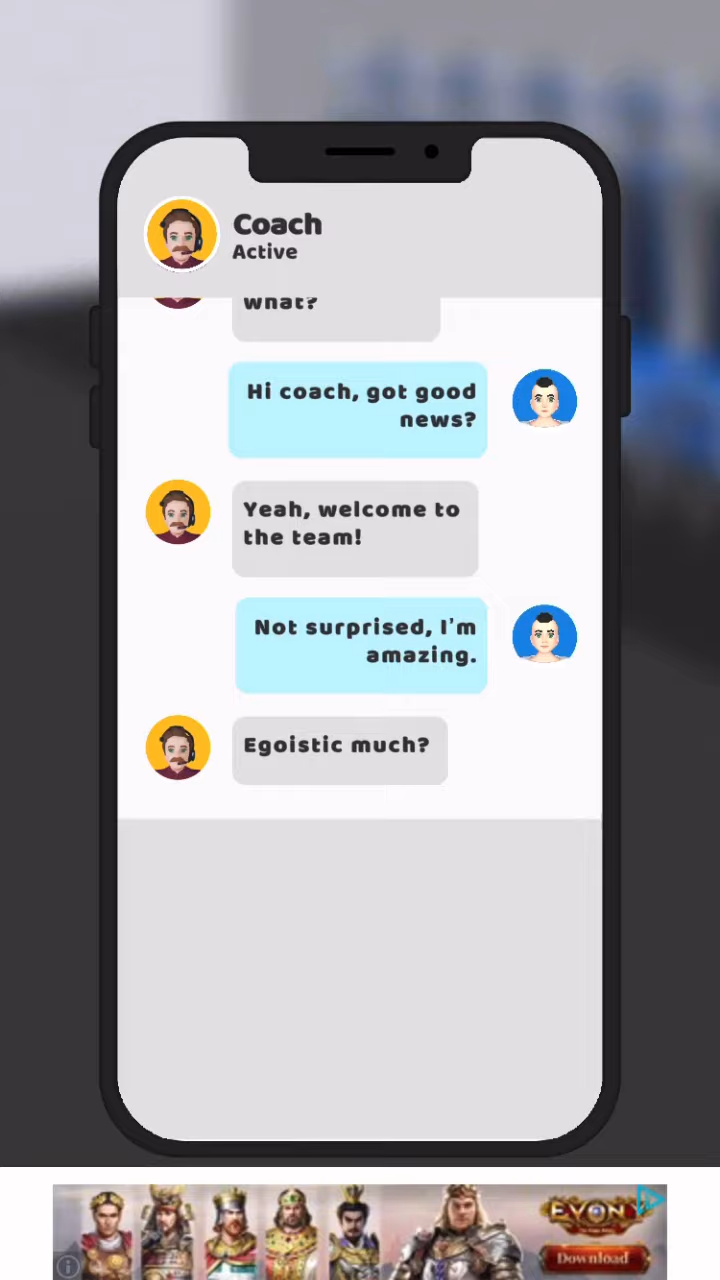 Coach
Active
what?
Hi coach, got good
news?
Yeah, welcome to
the team!
Not surprised, I'm
amazing.
Egoistic much?
EVONY
Download